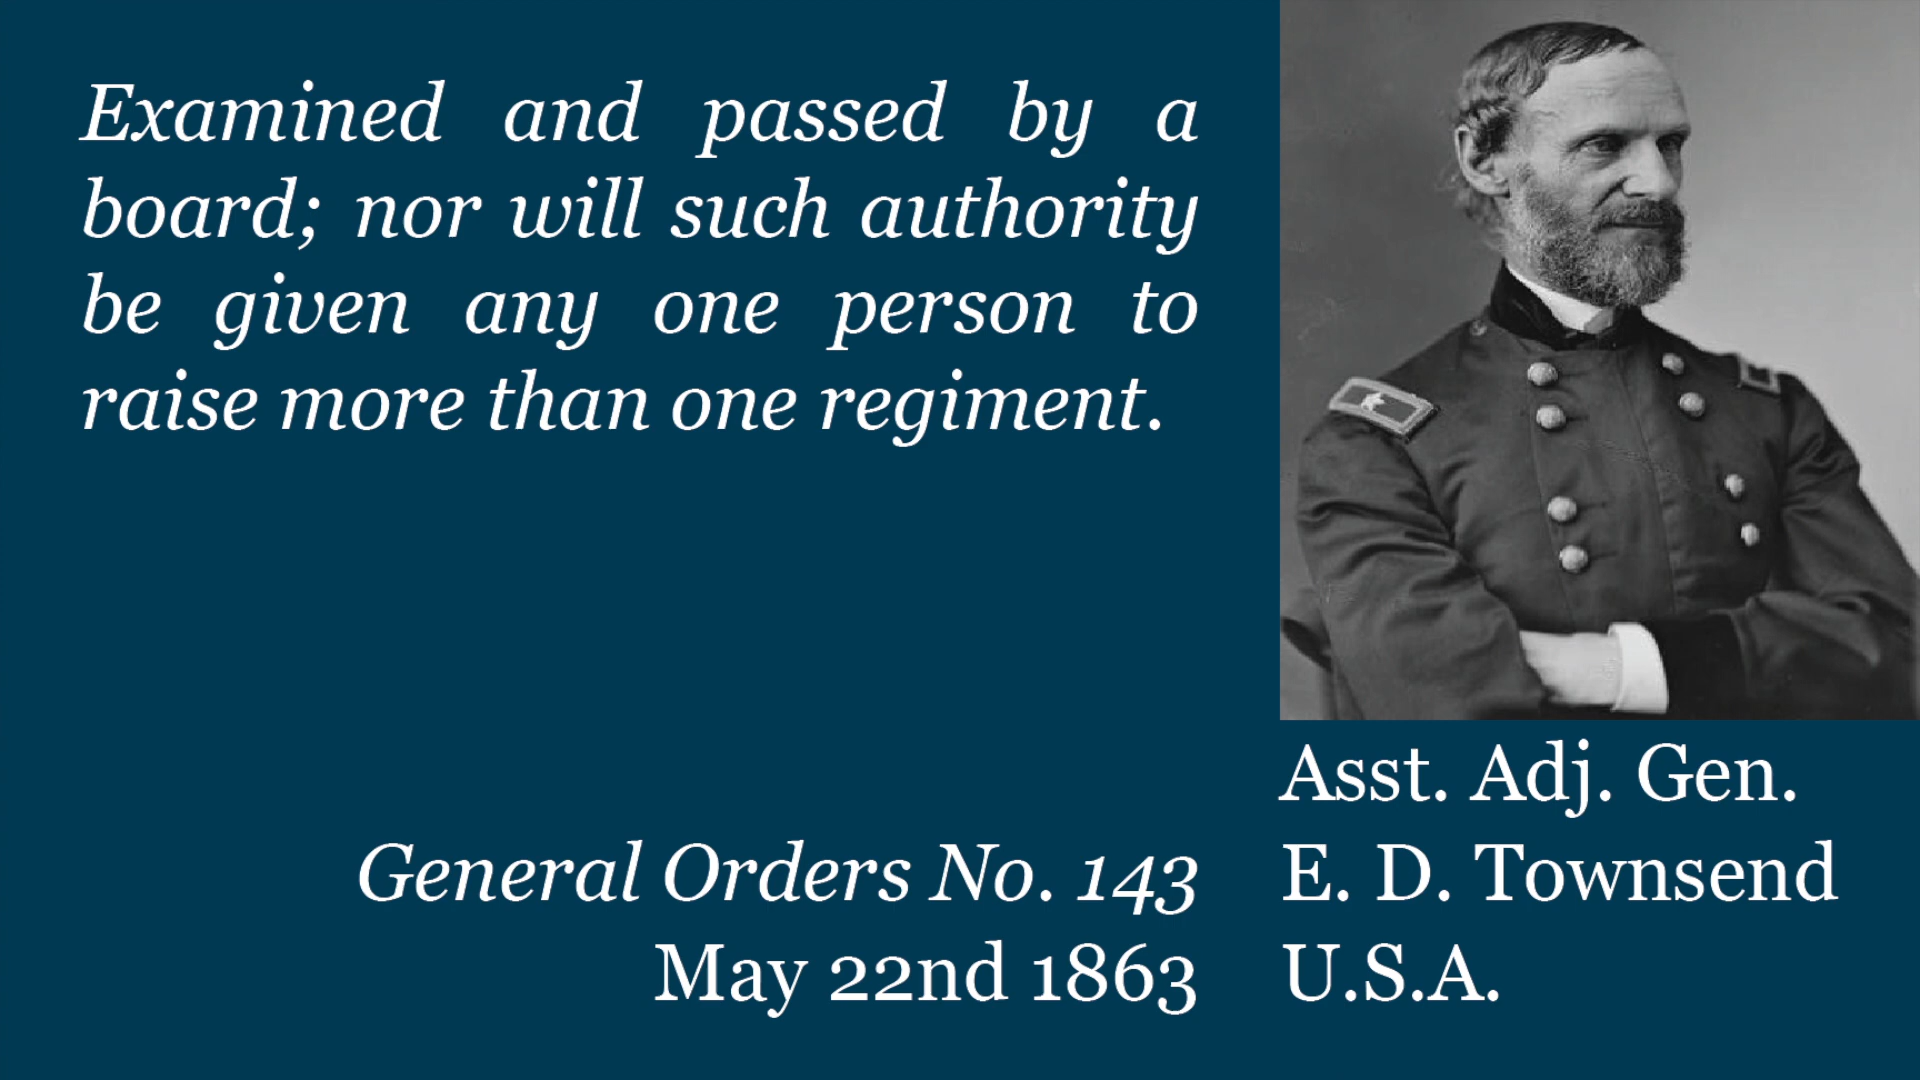 Examined and passed by a
board; nor will such authority
be given any one person to
raise more than one regiment.
General Orders No. 143
May 22nd 1863
Asst. Adj. Gen.
E. D. Townsend
U.S.A.